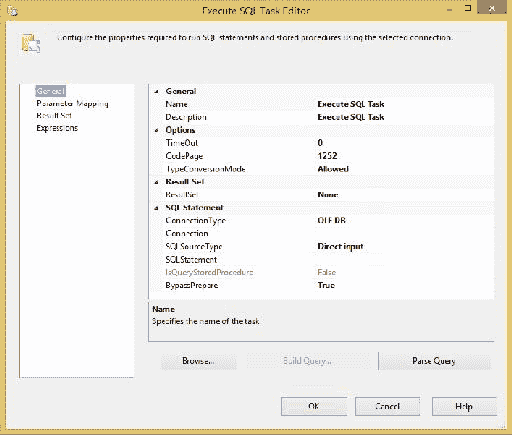 Execute SQL Task Editor
Configure the properties required to run SQL statements and stored procedures using the selected connection.
General
Parameter Mapping
Result Set
Expressions
General
Name Execute SQL Task
Description Execute SQL Task
Options
TimeOut 0
CodePage 1252
TypeConversionMode Allowed
Result Set
ResultSet None
SQL Statement
ConnectionType OLE DB
Connection
SQLSourceType Direct input
SQLStatement
IsQueryStoredProcedure False
BypassPrepare True
Name
Specifies the name of the task
Browse...
Build Query...
Parse Query
OK
Cancel
Help